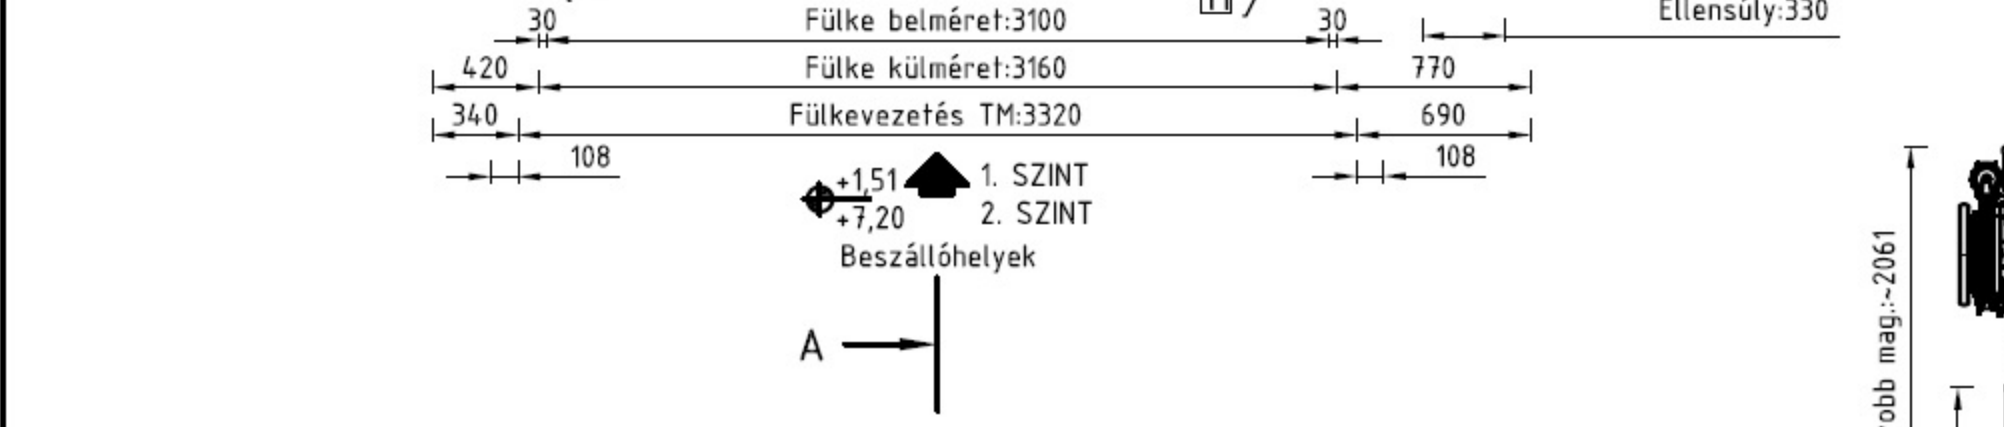 30 Fülke belméret:3100 30 Ellensúly:330
420 Fülke külméret:3160 770
340 Fülkevezetés TM:3320 690
108 108
+1,51 1. SZINT
+7,20 2. SZINT
Beszállóhelyek
A
mag.:~2061